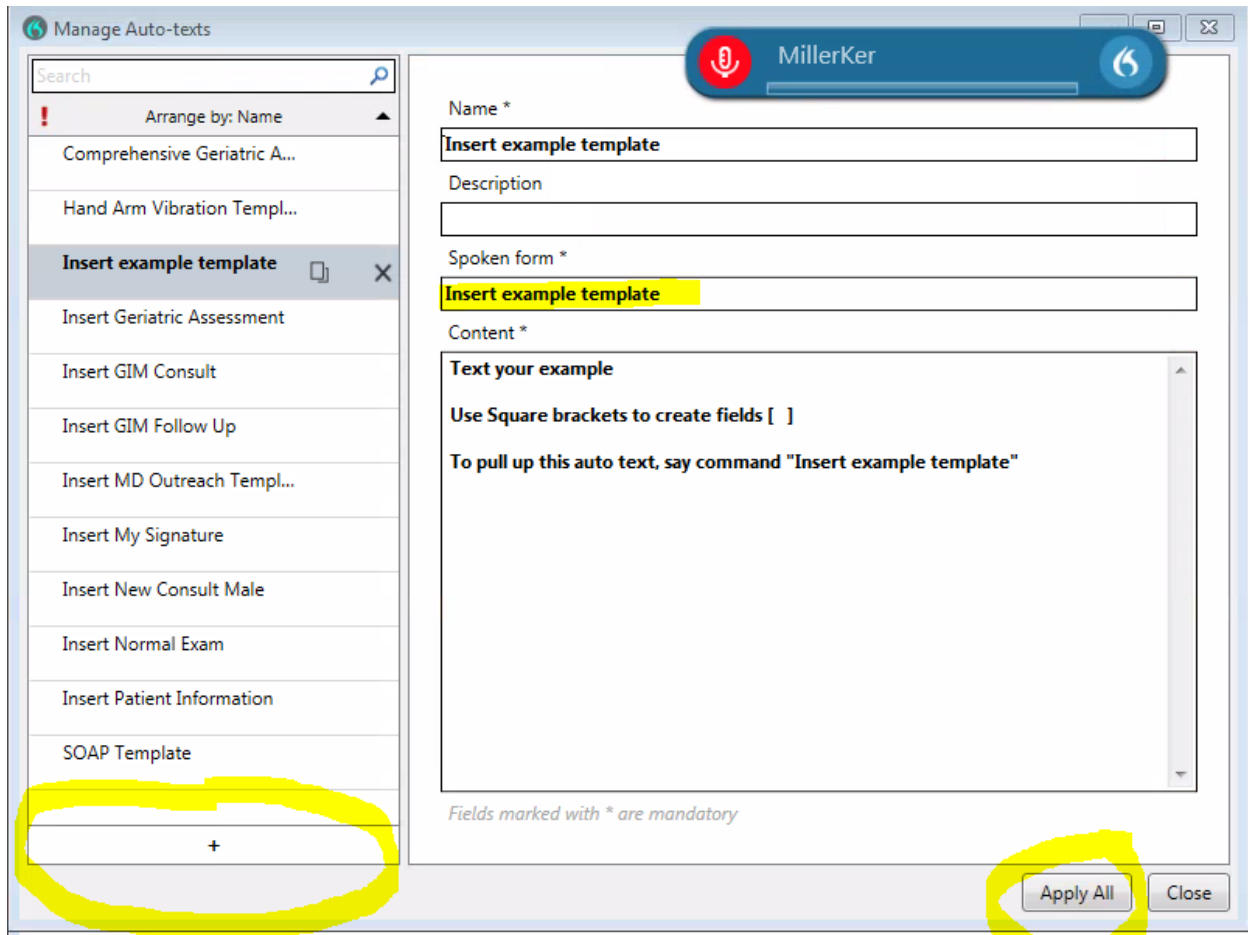 Manage Auto-texts
MillerKer
Search
! Arrange by: Name
Comprehensive Geriatric A...
Hand Arm Vibration Templ...
Insert example template
Insert Geriatric Assessment
Insert GIM Consult
Insert GIM Follow Up
Insert MD Outreach Templ...
Insert My Signature
Insert New Consult Male
Insert Normal Exam
Insert Patient Information
SOAP Template
+
Name *
Insert example template
Description
Spoken form *
Insert example template
Content *
Text your example
Use Square brackets to create fields [ ]
To pull up this auto text, say command "Insert example template"
Fields marked with * are mandatory
Apply All
Close